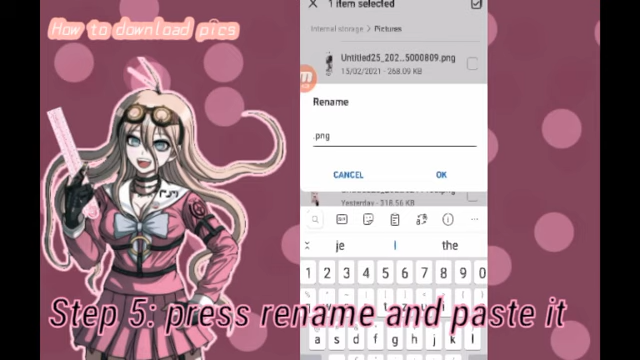 How to download pics
1 item selected
Internal storage > Pictures
Untitled25_202...5000809.png
15/02/2021 - 268.09 KB
Rename
.png
CANCEL
OK
Yesterday - 318.56 KB
je
I
the
1 2 3 4 5 6 7 8 9 0
Step 5: press rename and paste it
a s d f g h j k l